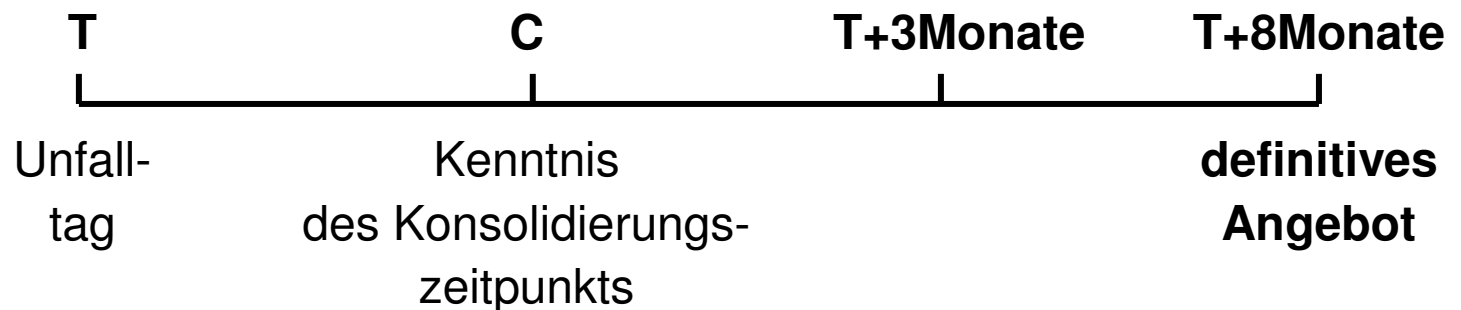 T C T+3Monate T+8Monate
Unfall- Kenntnis definitives
tag des Konsolidierungs- Angebot
zeitpunkts